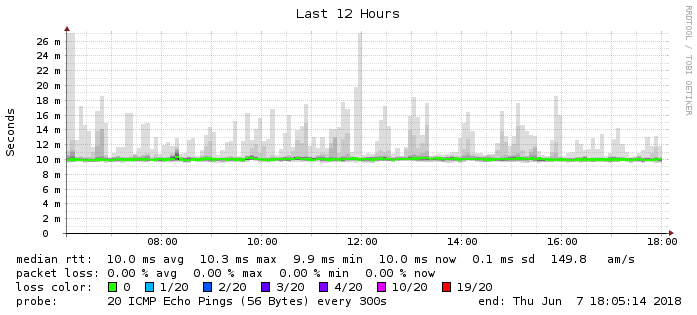 Last 12 Hours
RRDTOOL / TOBI OETIKER
Seconds
26 m
24 m
22 m
20 m
18 m
16 m
14 m
12 m
10 m
8 m
6 m
4 m
2 m
0
08:00 10:00 12:00 14:00 16:00 18:00
median rtt: 10.0 ms avg 10.3 ms max 9.9 ms min 10.0 ms now 0.1 ms sd 149.8 am/s
packet loss: 0.00 % avg 0.00 % max 0.00 % min 0.00 % now
loss color: 0 1/20 2/20 3/20 4/20 10/20 19/20
probe: 20 ICMP Echo Pings (56 Bytes) every 300s end: Thu Jun 7 18:05:14 2018